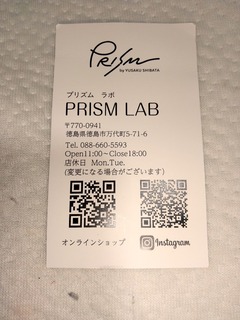 PRISM
by YUSAKU SHIBATA
プリズム ラボ
PRISM LAB
〒770-0941
徳島県徳島市万代町5-71-6
Tel. 088-660-5593
Open11:00～Close18:00
店休日 Mon.Tue.
(変更になる場合がございます)
オンラインショップ
Instagram